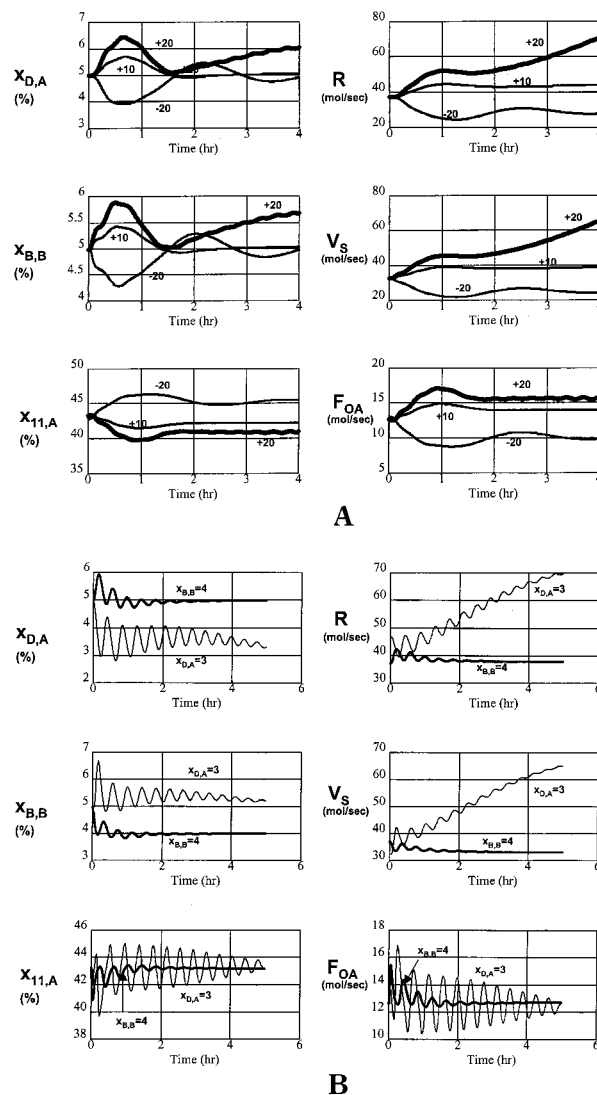 7
6
5
4
3
X_D,A
(%)
+20
+10
-20
0 1 2 3 4
Time (hr)
80
60
40
20
R
(mol/sec)
+20
+10
-20
0 1 2 3 4
Time (hr)
6
5.5
5
4.5
4
X_B,B
(%)
+20
+10
-20
0 1 2 3 4
Time (hr)
80
60
40
20
V_S
(mol/sec)
+20
+10
-20
0 1 2 3 4
Time (hr)
50
45
40
35
X_11,A
(%)
-20
+10
+20
0 1 2 3 4
Time (hr)
20
15
10
5
F_OA
(mol/sec)
+20
+10
-20
0 1 2 3 4
Time (hr)
A
6
5
4
3
2
X_D,A
(%)
x_B,B=4
x_D,A=3
0 2 4 6
Time (hr)
70
60
50
40
30
R
(mol/sec)
x_D,A=3
x_B,B=4
0 2 4 6
Time (hr)
7
6
5
4
3
X_B,B
(%)
x_D,A=3
x_B,B=4
0 2 4 6
Time (hr)
70
60
50
40
30
V_S
(mol/sec)
x_D,A=3
x_B,B=4
0 2 4 6
Time (hr)
46
44
42
40
38
X_11,A
(%)
x_D,A=3
x_B,B=4
0 2 4 6
Time (hr)
18
16
14
12
10
F_OA
(mol/sec)
x_B,B=4
x_D,A=3
0 2 4 6
Time (hr)
B